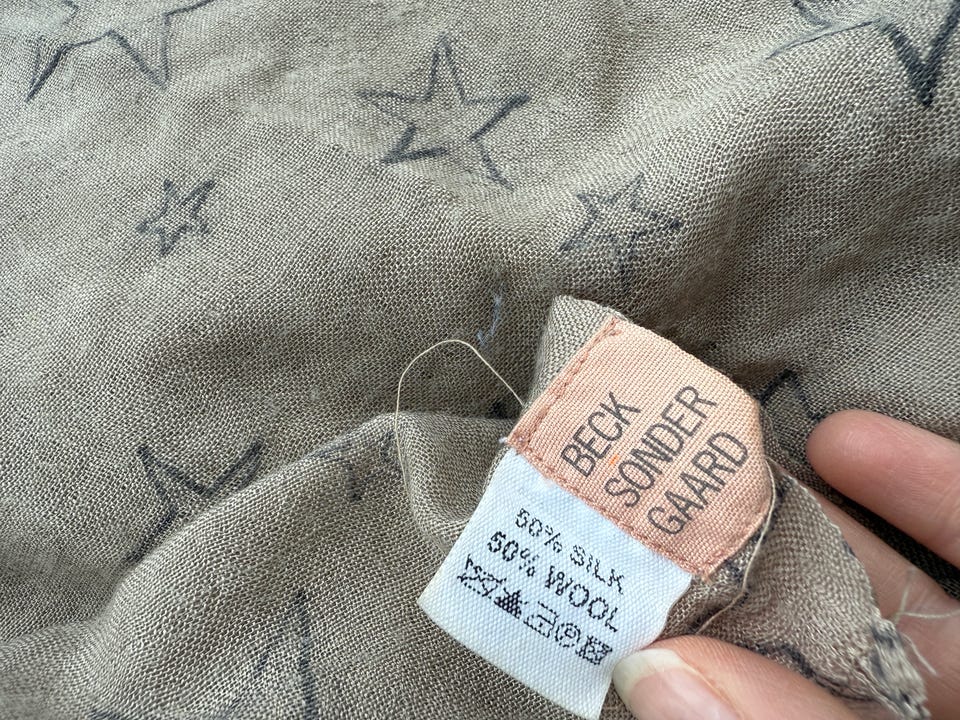 BECK
SONDER
GAARD
50% SILK
50% WOOL